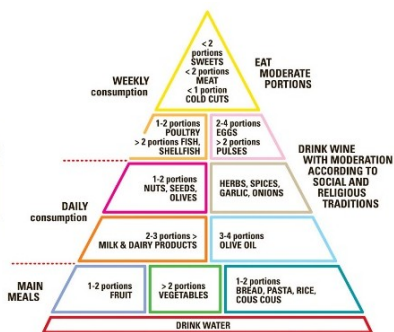 < 2
portions
SWEETS
< 2 portions
MEAT
< 1 portion
COLD CUTS
WEEKLY
consumption
EAT
MODERATE
PORTIONS
1-2 portions
POULTRY
> 2 portions FISH,
SHELLFISH
2-4 portions
EGGS
> 2 portions
PULSES
DRINK WINE
WITH MODERATION
ACCORDING TO
SOCIAL AND
RELIGIOUS
TRADITIONS
1-2 portions
NUTS, SEEDS,
OLIVES
HERBS, SPICES,
GARLIC, ONIONS
DAILY
consumption
2-3 portions >
MILK & DAIRY PRODUCTS
3-4 portions
OLIVE OIL
MAIN
MEALS
1-2 portions
FRUIT
> 2 portions
VEGETABLES
1-2 portions
BREAD, PASTA, RICE,
COUS COUS
DRINK WATER